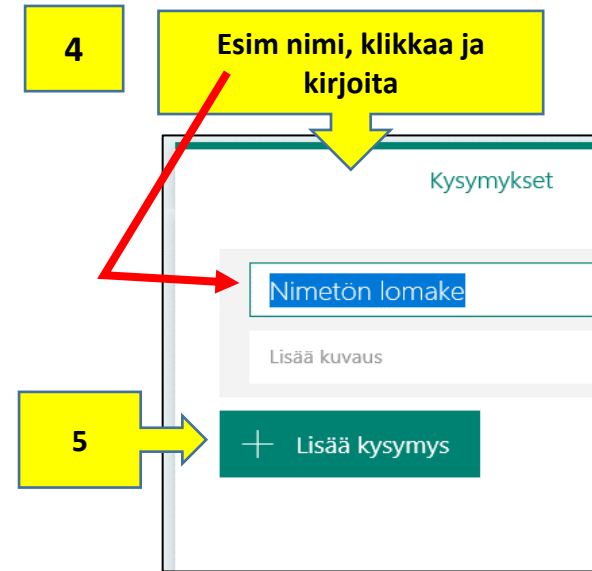 4
Esim nimi, klikkaa ja
kirjoita
Kysymykset
Nimetön lomake
Lisää kuvaus
5
Lisää kysymys